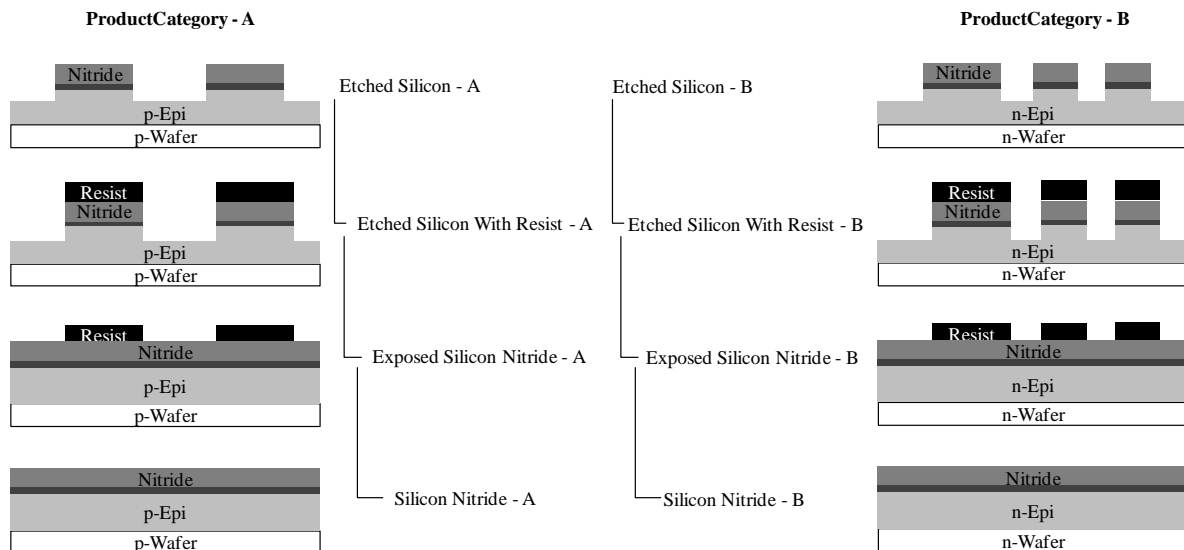 ProductCategory - A
ProductCategory - B
Nitride
p-Epi
p-Wafer
Etched Silicon - A
Etched Silicon - B
Nitride
n-Epi
n-Wafer
Resist
Nitride
p-Epi
p-Wafer
Etched Silicon With Resist - A
Etched Silicon With Resist - B
Resist
Nitride
n-Epi
n-Wafer
Resist
Nitride
p-Epi
p-Wafer
Exposed Silicon Nitride - A
Exposed Silicon Nitride - B
Resist
Nitride
n-Epi
n-Wafer
Nitride
p-Epi
p-Wafer
Silicon Nitride - A
Silicon Nitride - B
Nitride
n-Epi
n-Wafer